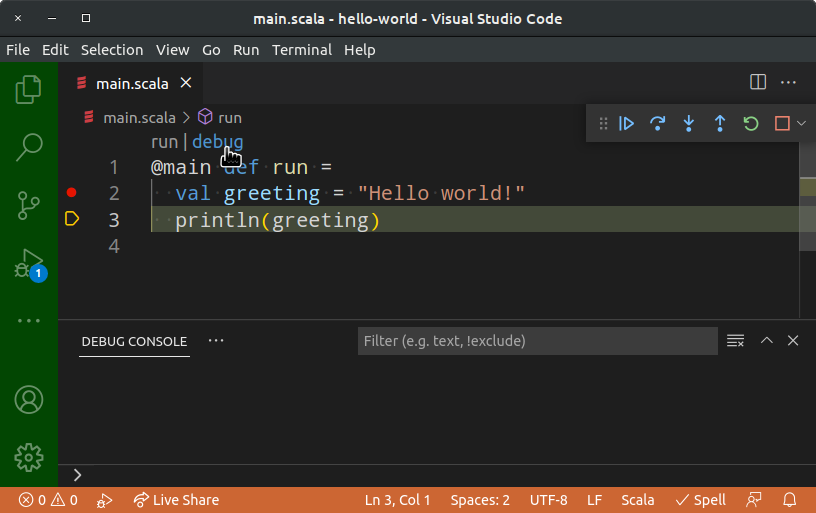 main.scala - hello-world - Visual Studio Code
File Edit Selection View Go Run Terminal Help
main.scala
main.scala > run
run | debug
1 @main def run =
2 val greeting = "Hello world!"
3 println(greeting)
4
1
DEBUG CONSOLE
Filter (e.g. text, !exclude)
0 0 Live Share Ln 3, Col 1 Spaces: 2 UTF-8 LF Scala Spell